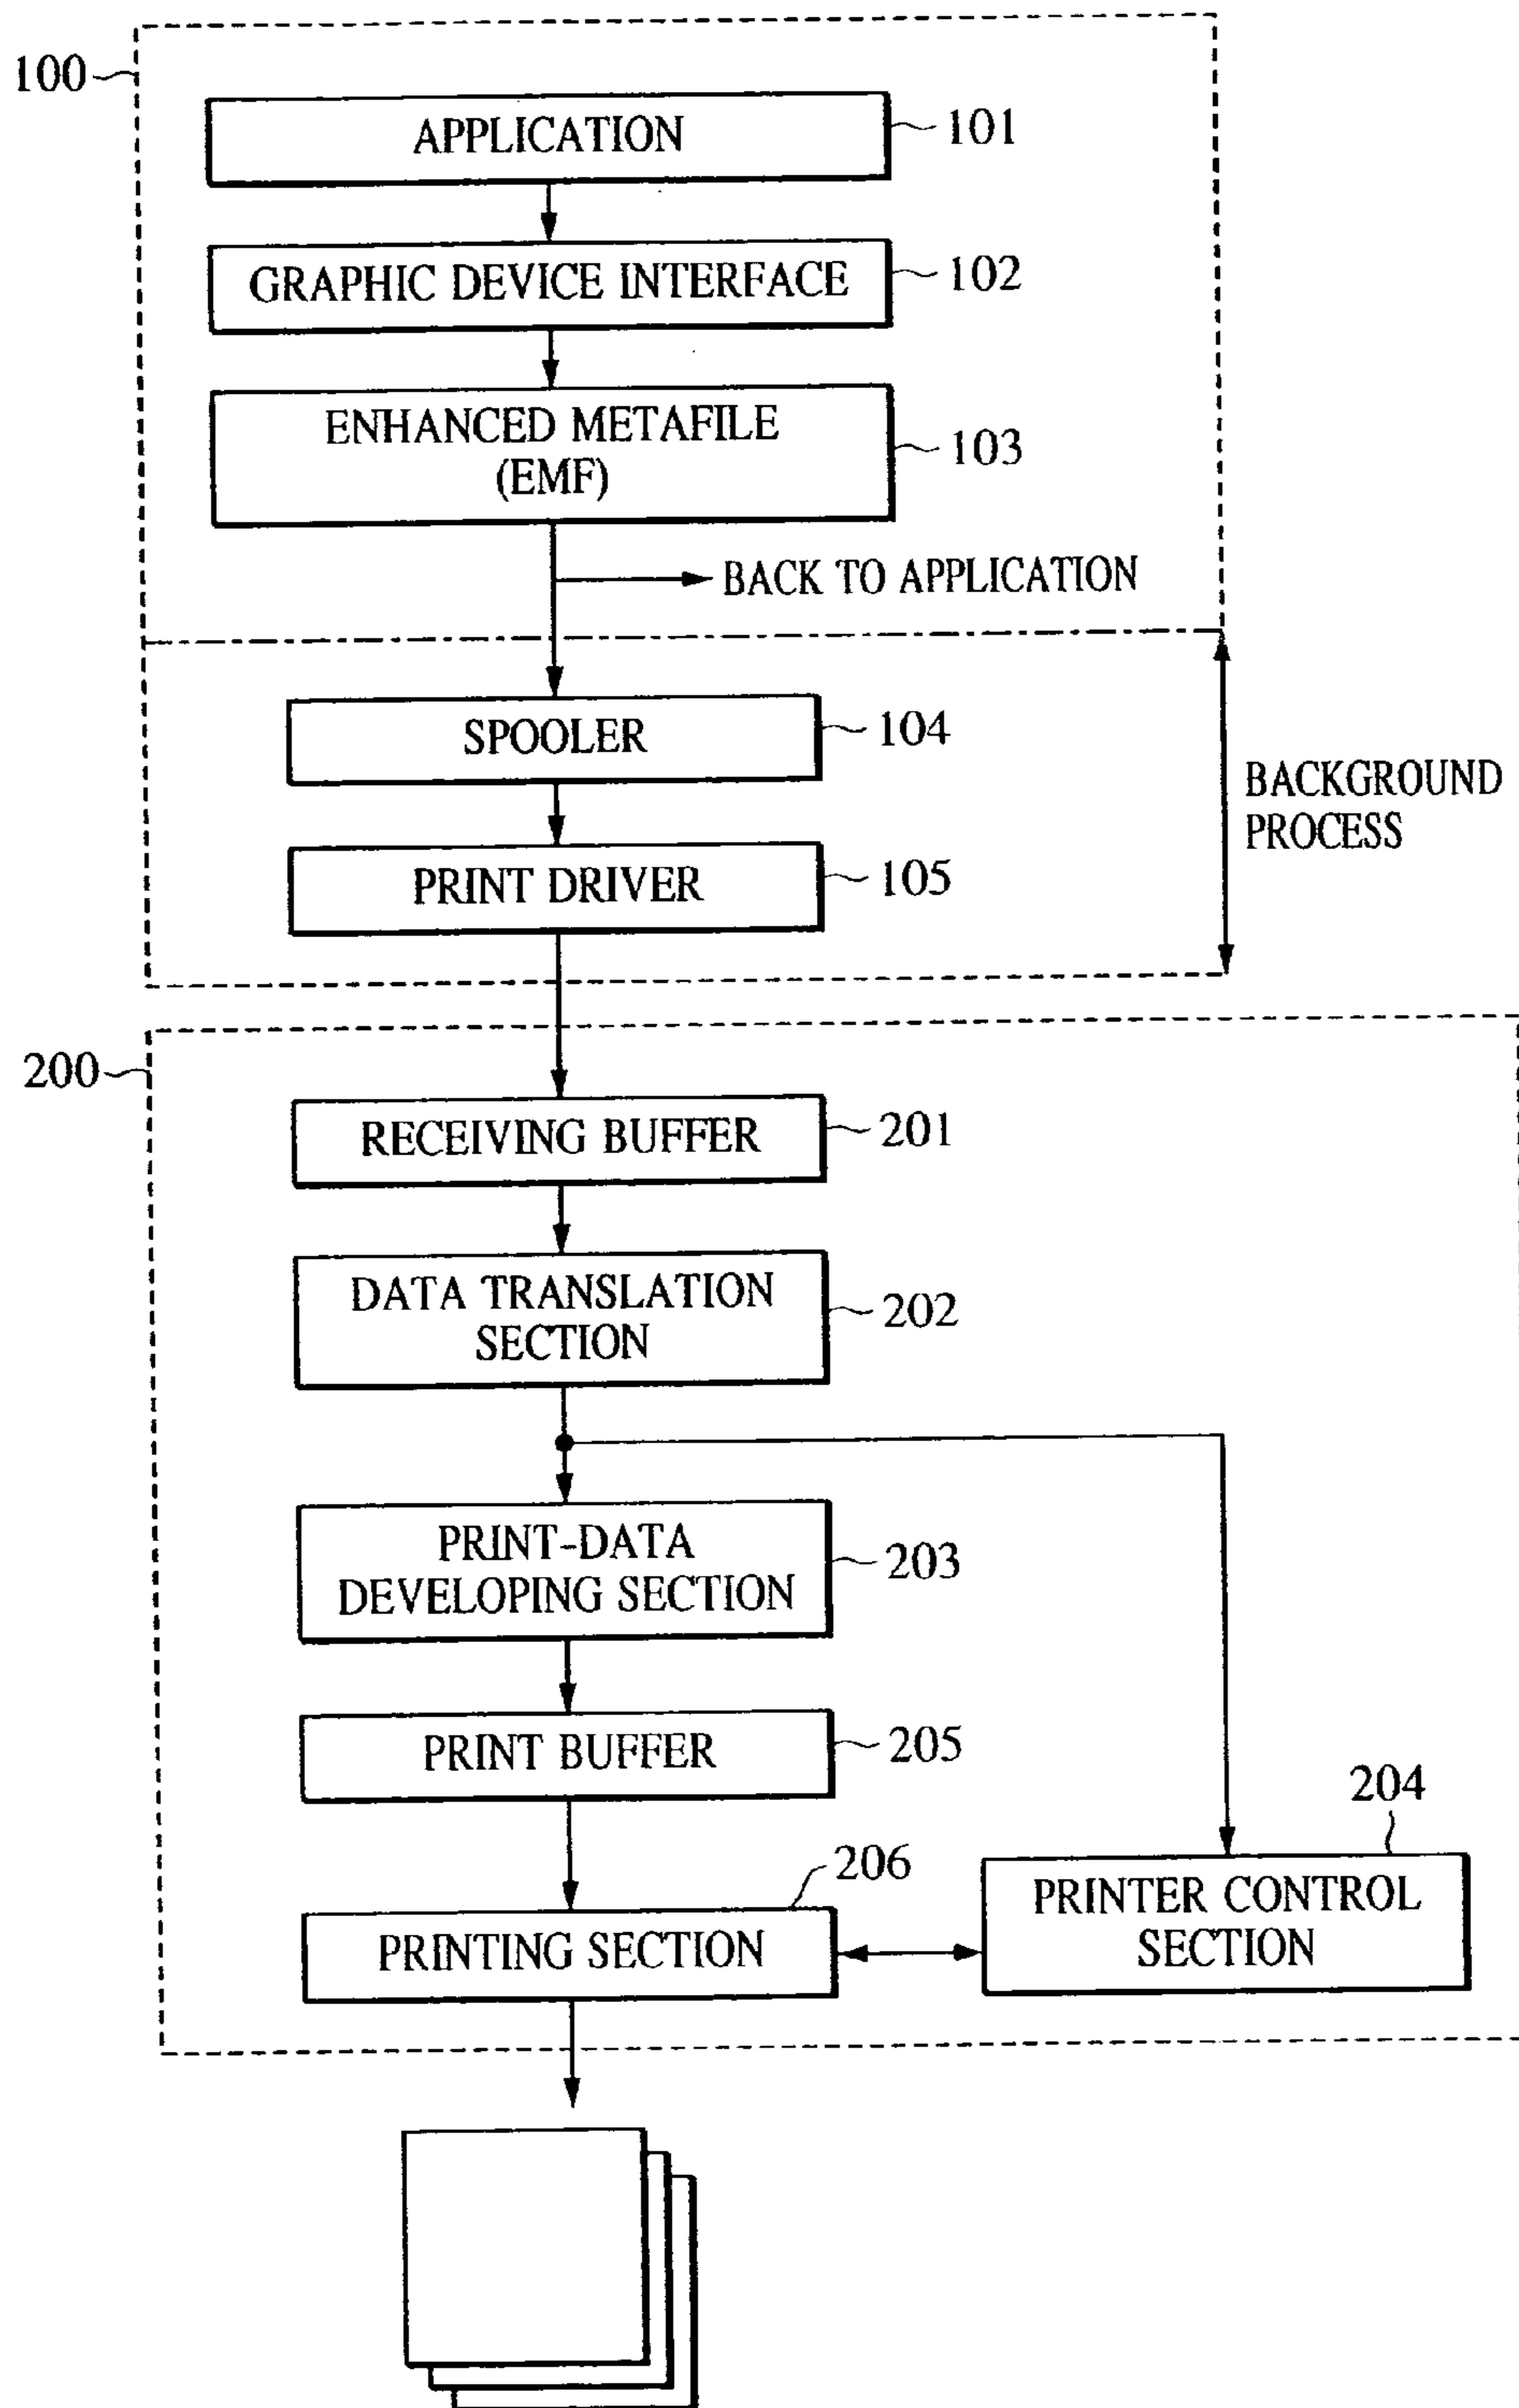 100
APPLICATION
101
GRAPHIC DEVICE INTERFACE
102
ENHANCED METAFILE
(EMF)
103
BACK TO APPLICATION
SPOOLER
104
BACKGROUND
PROCESS
PRINT DRIVER
105
200
RECEIVING BUFFER
201
DATA TRANSLATION
SECTION
202
PRINT-DATA
DEVELOPING SECTION
203
PRINT BUFFER
205
204
206
PRINTING SECTION
PRINTER CONTROL
SECTION